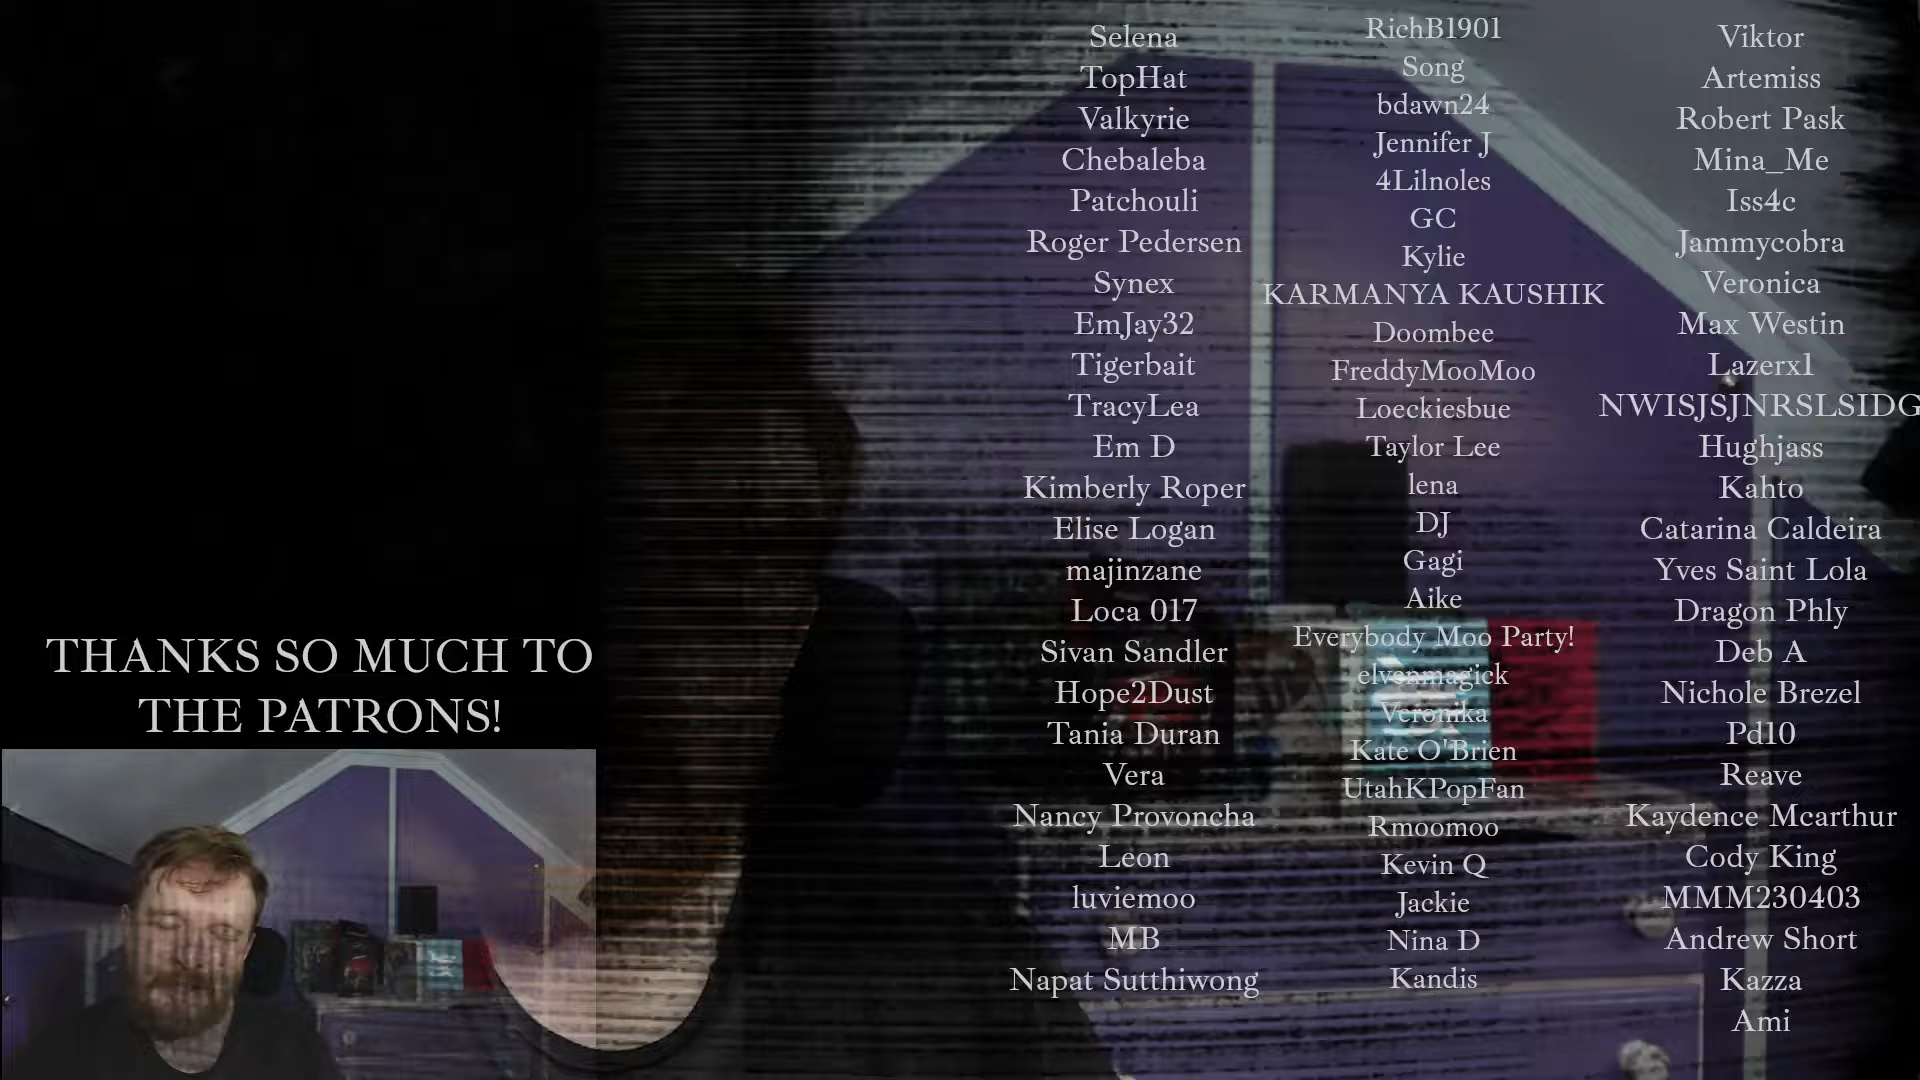 THANKS SO MUCH TO
THE PATRONS!
Selena
TopHat
Valkyrie
Chebaleba
Patchouli
Roger Pedersen
Synex
EmJay32
Tigerbait
TracyLea
Em D
Kimberly Roper
Elise Logan
majinzane
Loca 017
Sivan Sandler
Hope2Dust
Tania Duran
Vera
Nancy Provoncha
Leon
luviemoo
MB
Napat Sutthiwong
RichB1901
Song
bdawn24
Jennifer J
4Lilnoles
GC
Kylie
KARMANYA KAUSHIK
Doombee
FreddyMooMoo
Loeckiesbue
Taylor Lee
lena
DJ
Gagi
Aike
Everybody Moo Party!
elvenmagick
Veronika
Kate O'Brien
UtahKPopFan
Rmoomoo
Kevin Q
Jackie
Nina D
Kandis
Viktor
Artemiss
Robert Pask
Mina_Me
Iss4c
Jammycobra
Veronica
Max Westin
Lazerx1
NWISJSJNRSLSIDG
Hughjass
Kahto
Catarina Caldeira
Yves Saint Lola
Dragon Phly
Deb A
Nichole Brezel
Pd10
Reave
Kaydence Mcarthur
Cody King
MMM230403
Andrew Short
Kazza
Ami